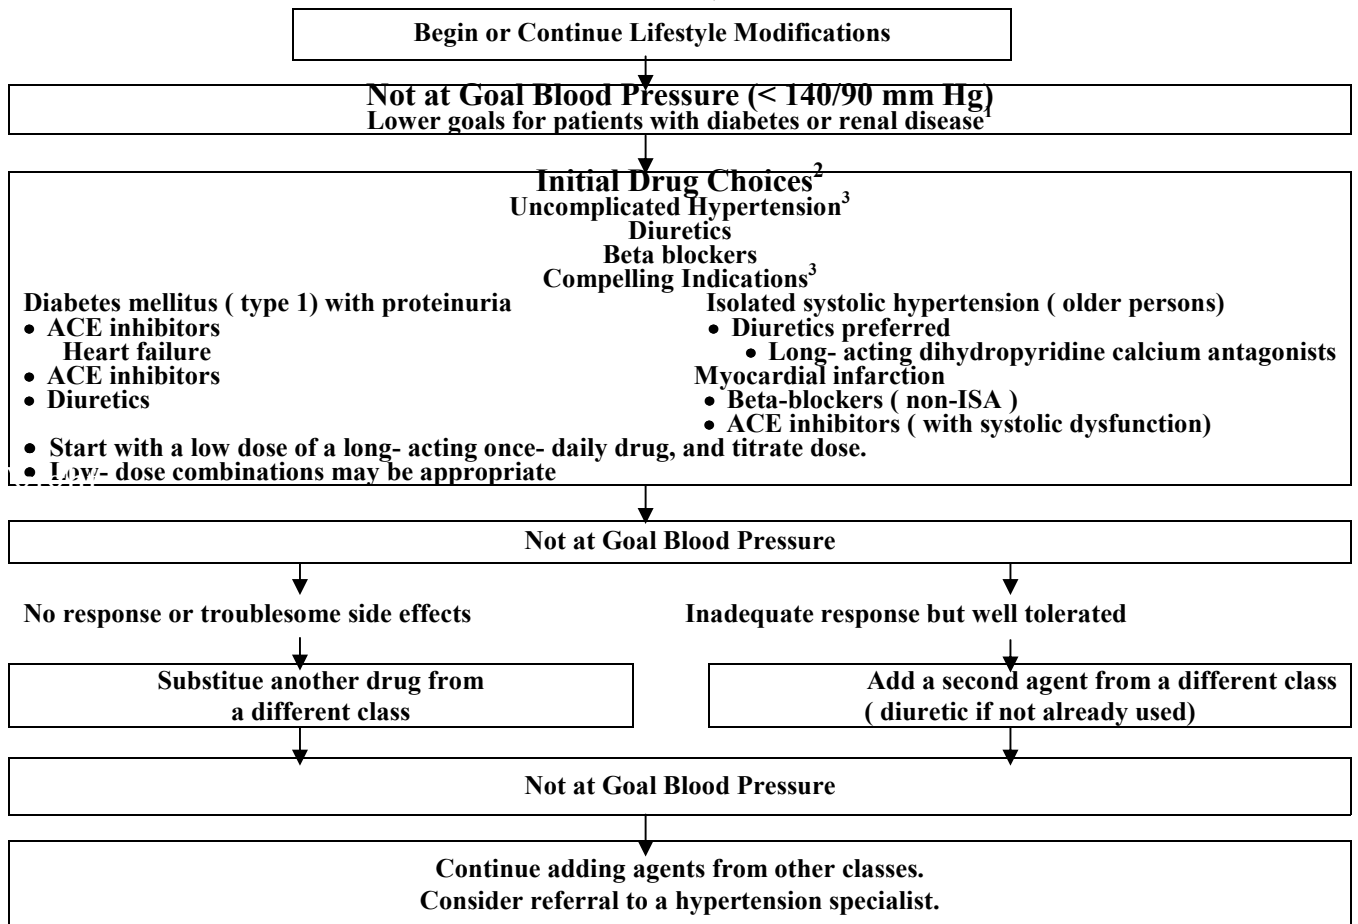 Begin or Continue Lifestyle Modifications
Not at Goal Blood Pressure (< 140/90 mm Hg)
Lower goals for patients with diabetes or renal disease¹
Initial Drug Choices²
Uncomplicated Hypertension³
Diuretics
Beta blockers
Compelling Indications³
Diabetes mellitus ( type 1) with proteinuria
• ACE inhibitors
Heart failure
• ACE inhibitors
• Diuretics
Isolated systolic hypertension ( older persons)
• Diuretics preferred
• Long- acting dihydropyridine calcium antagonists
Myocardial infarction
• Beta-blockers ( non-ISA )
• ACE inhibitors ( with systolic dysfunction)
• Start with a low dose of a long- acting once- daily drug, and titrate dose.
• Low- dose combinations may be appropriate
Not at Goal Blood Pressure
No response or troublesome side effects
Inadequate response but well tolerated
Substitue another drug from
a different class
Add a second agent from a different class
( diuretic if not already used)
Not at Goal Blood Pressure
Continue adding agents from other classes.
Consider referral to a hypertension specialist.